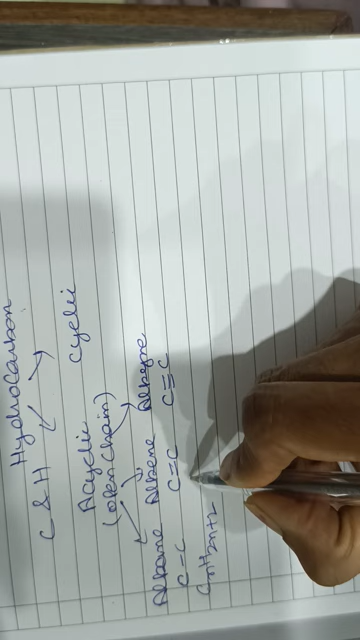 Hydrocarbon
C & H
Acyclic Cyclic
(open chain)
Alkane Alkene Alkyne
C-C C=C C≡C
CnH2n+2